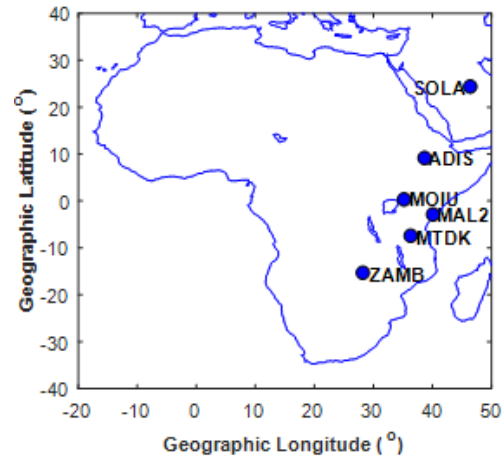 40
30
20
10
0
-10
-20
-30
-40
Geographic Latitude (°)
SOLA
ADIS
MOIU
MAL2
MTDK
ZAMB
-20 -10 0 10 20 30 40 50
Geographic Longitude (°)